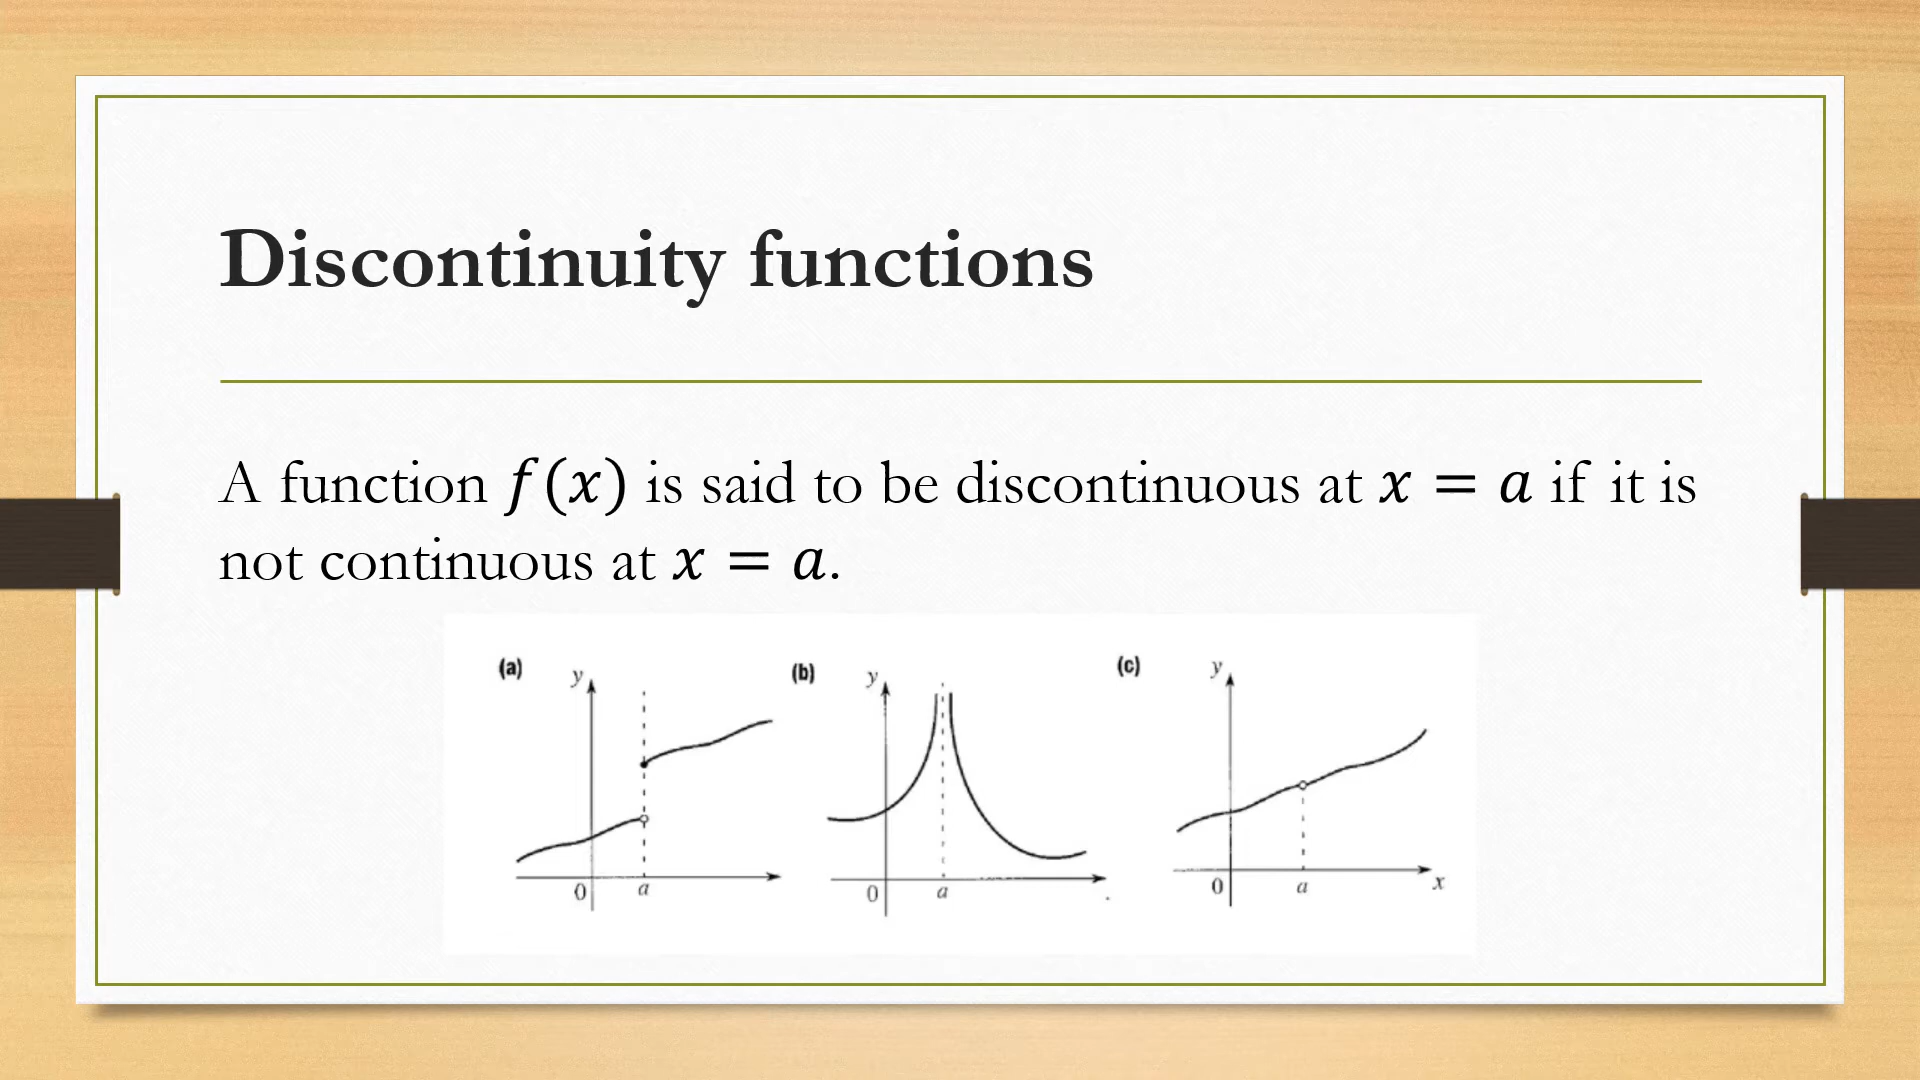 Discontinuity functions
A function f(x) is said to be discontinuous at x = a if it is
not continuous at x = a.
(a) y 0 a
(b) y 0 a
(c) y 0 a x